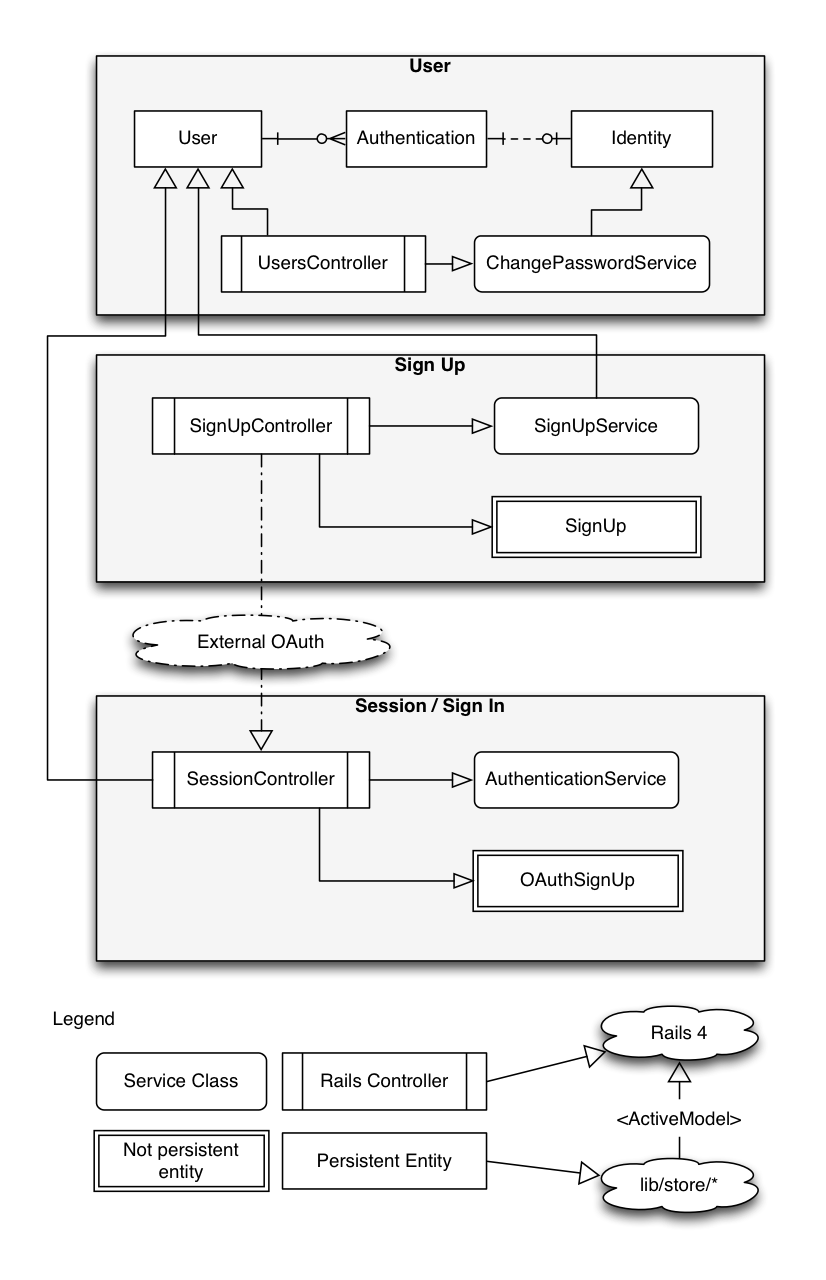 User
User
Authentication
Identity
UsersController
ChangePasswordService
Sign Up
SignUpController
SignUpService
SignUp
External OAuth
Session / Sign In
SessionController
AuthenticationService
OAuthSignUp
Legend
Rails 4
Service Class
Rails Controller
<ActiveModel>
Not persistent
entity
Persistent Entity
lib/store/*